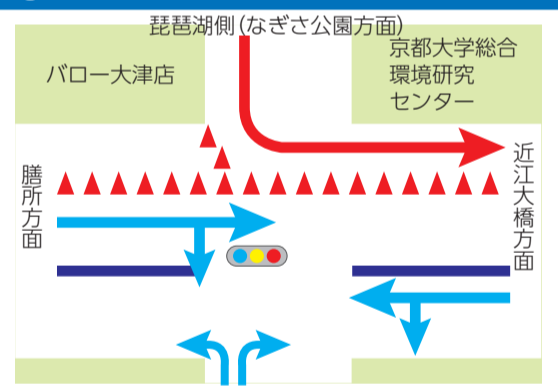 琵琶湖側(なぎさ公園方面)
バロー大津店
京都大学総合
環境研究
センター
膳所方面
近江大橋方面